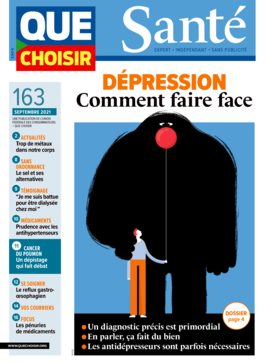 QUE
CHOISIR
Santé
EXPERT • INDÉPENDANT • SANS PUBLICITÉ
DÉPRESSION
Comment faire face
163
SEPTEMBRE 2021
UNE PUBLICATION DE L'UNION
FÉDÉRALE DES CONSOMMATEURS
- QUE CHOISIR
2 ACTUALITÉS
Trop de métaux
dans notre corps
8 SANS
ORDONNANCE
Le sel et ses
alternatives
9 TÉMOIGNAGE
"Je me suis battue
pour être dialysée
chez moi"
10 MÉDICAMENTS
Prudence avec les
antihypertenseurs
11 CANCER
DU POUMON
Un dépistage
qui fait débat
12 SE SOIGNER
Le reflux gastro-
œsophagien
14 VOS COURRIERS
15 FOCUS
Les pénuries
de médicaments
WWW.QUECHOISIR.ORG
DOSSIER
page 4
• Un diagnostic précis est primordial
• En parler, ça fait du bien
• Les antidépresseurs sont parfois nécessaires